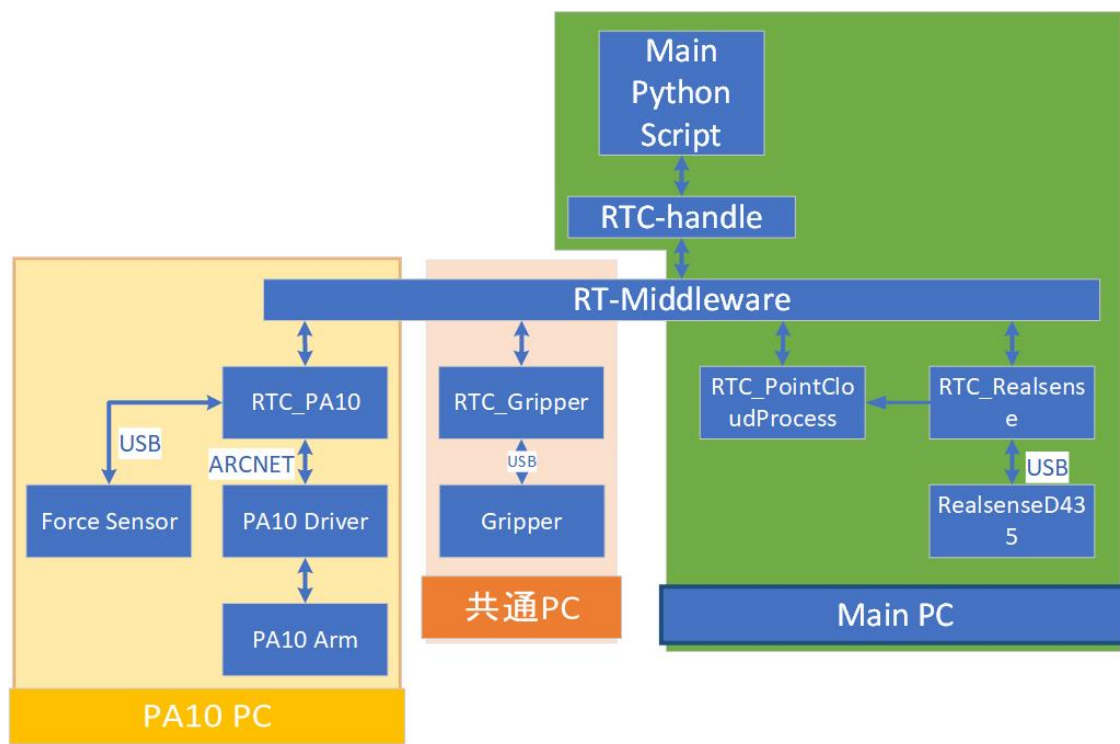 Main
Python
Script
RTC-handle
RT-Middleware
RTC_PA10
RTC_Gripper
RTC_PointClo
udProcess
RTC_Realsens
e
USB
ARCNET
USB
USB
Force Sensor
PA10 Driver
Gripper
RealsenseD43
5
PA10 Arm
共通PC
Main PC
PA10 PC